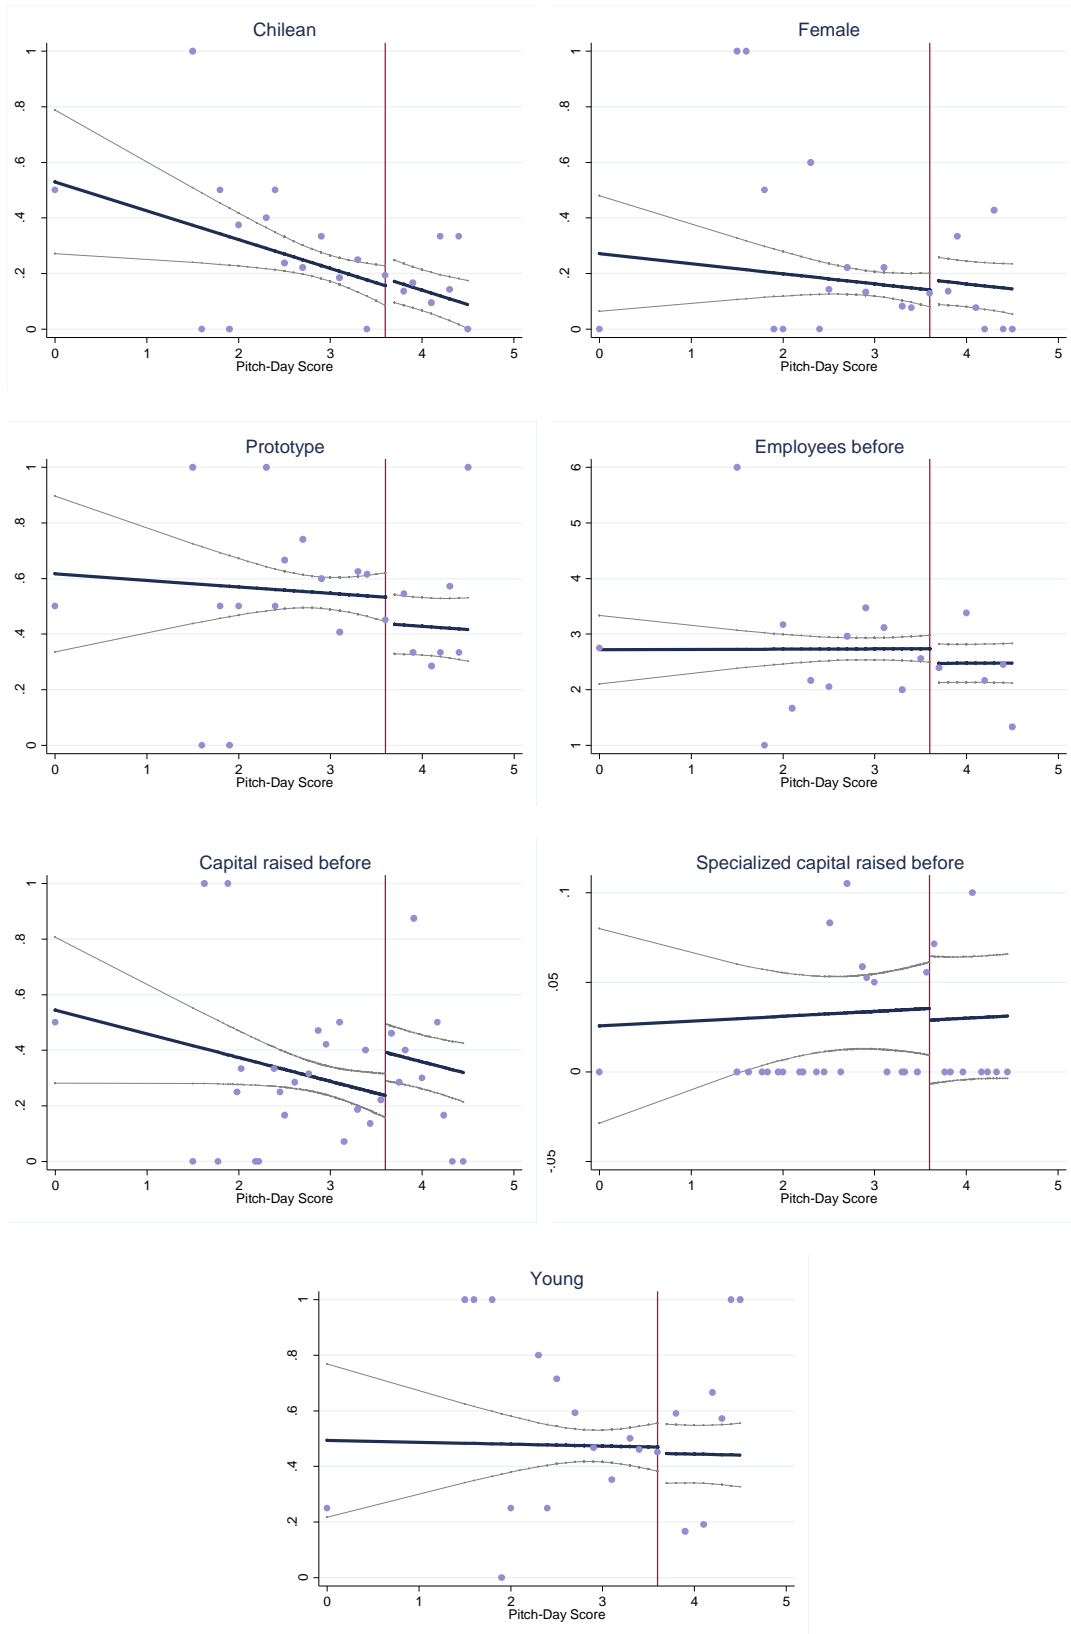 Chilean
1
.8
.6
.4
.2
0
0 1 2 3 4 5
Pitch-Day Score
Female
1
.8
.6
.4
.2
0
0 1 2 3 4 5
Pitch-Day Score
Prototype
1
.8
.6
.4
.2
0
0 1 2 3 4 5
Pitch-Day Score
Employees before
6
5
4
3
2
1
0 1 2 3 4 5
Pitch-Day Score
Capital raised before
1
.8
.6
.4
.2
0
0 1 2 3 4 5
Pitch-Day Score
Specialized capital raised before
.1
.05
0
-.05
0 1 2 3 4 5
Pitch-Day Score
Young
1
.8
.6
.4
.2
0
0 1 2 3 4 5
Pitch-Day Score